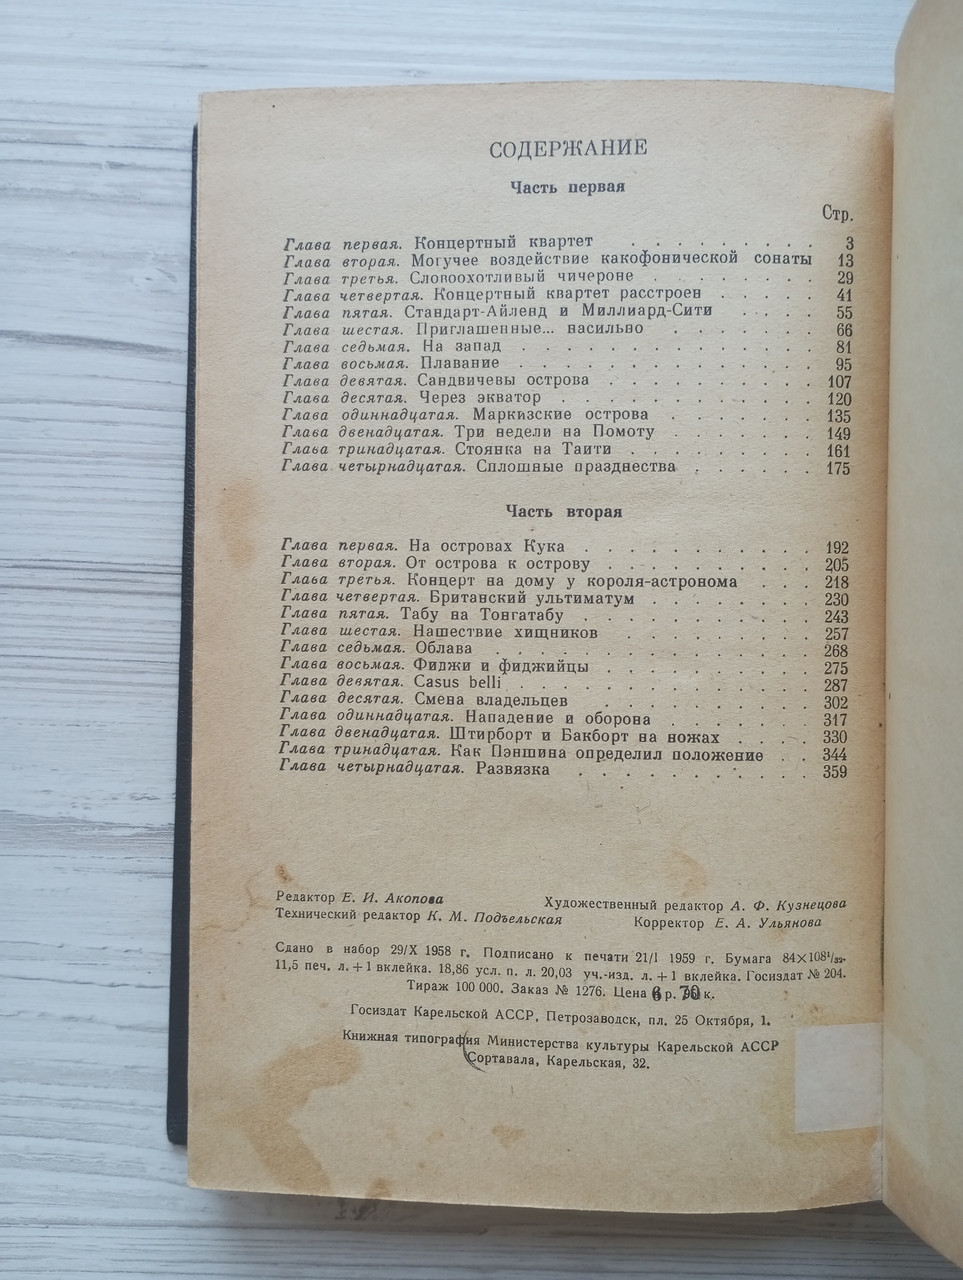 СОДЕРЖАНИЕ
Часть первая
Стр.
Глава первая. Концертный квартет . . . . . . . . . 3
Глава вторая. Могучее воздействие какофонической сонаты 13
Глава третья. Словоохотливый чичероне . . . . . . . 29
Глава четвертая. Концертный квартет расстроен . . . . . 41
Глава пятая. Стандарт-Айленд и Миллиард-Сити . . . . 55
Глава шестая. Приглашенные... насильно . . . . . . . 66
Глава седьмая. На запад . . . . . . . . . . . . . 81
Глава восьмая. Плавание . . . . . . . . . . . . . 95
Глава девятая. Сандвичевы острова . . . . . . . . . 107
Глава десятая. Через экватор . . . . . . . . . . . 120
Глава одиннадцатая. Маркизские острова . . . . . . 135
Глава двенадцатая. Три недели на Помоту . . . . . . . 149
Глава тринадцатая. Стоянка на Таити . . . . . . . . 161
Глава четырнадцатая. Сплошные празднества . . . . . . 175
Часть вторая
Глава первая. На островах Кука . . . . . . . . . . 192
Глава вторая. От острова к острову . . . . . . . . . 205
Глава третья. Концерт на дому у короля-астронома . . . 218
Глава четвертая. Британский ультиматум . . . . . . . 230
Глава пятая. Табу на Тонгатабу . . . . . . . . . . 243
Глава шестая. Нашествие хищников . . . . . . . . 257
Глава седьмая. Облава . . . . . . . . . . . . . 268
Глава восьмая. Фиджи и фиджийцы . . . . . . . . . 275
Глава девятая. Casus belli . . . . . . . . . . . . 287
Глава десятая. Смена владельцев . . . . . . . . . 302
Глава одиннадцатая. Нападение и оборона . . . . . . 317
Глава двенадцатая. Штирборт и Бакборт на ножах . . . . 330
Глава тринадцатая. Как Пэншина определил положение . . 344
Глава четырнадцатая. Развязка . . . . . . . . . . 359
Редактор Е. И. Акопова Художественный редактор А. Ф. Кузнецова
Технический редактор К. М. Подъельская Корректор Е. А. Ульянова
Сдано в набор 29/X 1958 г. Подписано к печати 21/I 1959 г. Бумага 84×108¹/₃₂.
11,5 печ. л. + 1 вклейка. 18,86 усл. п. л. 20,03 уч.-изд. л. + 1 вклейка. Госиздат № 204.
Тираж 100 000. Заказ № 1276. Цена 6 р. 70 к.
Госиздат Карельской АССР, Петрозаводск, пл. 25 Октября, 1.
Книжная типография Министерства культуры Карельской АССР
Сортавала, Карельская, 32.